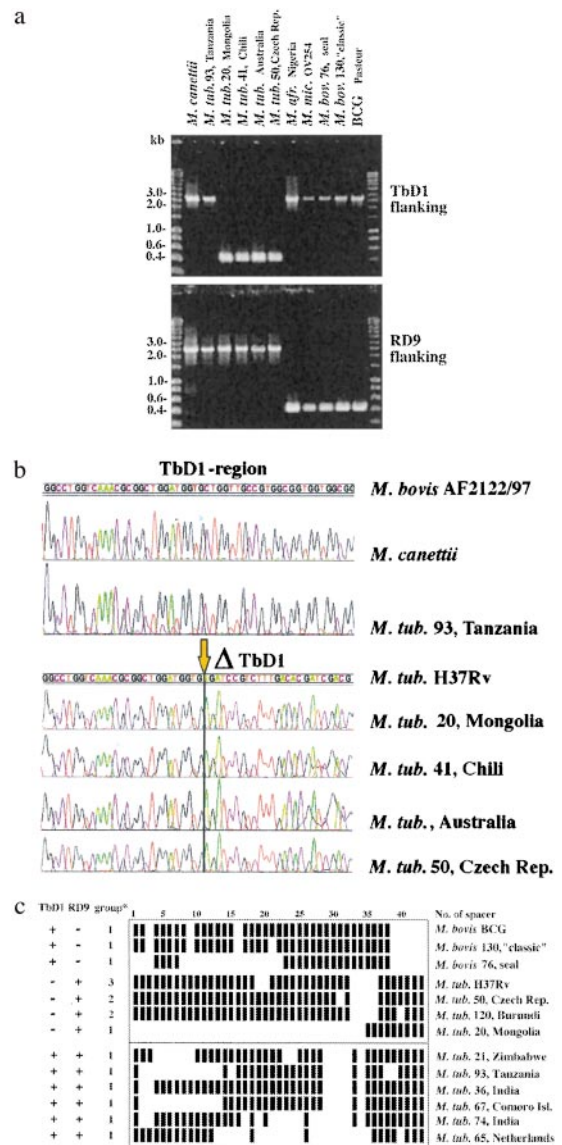 a
M. canettii
M. tub. 93, Tanzania
M. tub. 20, Mongolia
M. tub. 41, Chili
M. tub. Australia
M. tub. 50, Czech Rep.
M. afr. Nigeria
M. mic. OV254
M. bov. 76, seal
M. bov. 130, "classic"
BCG Pasteur
kb
3.0-
2.0-
1.0-
0.6-
0.4-
TbD1
flanking
3.0-
2.0-
1.0-
0.6-
0.4-
RD9
flanking
b
TbD1-region
M. bovis AF2122/97
M. canettii
M. tub. 93, Tanzania
Δ TbD1
M. tub. H37Rv
M. tub. 20, Mongolia
M. tub. 41, Chili
M. tub., Australia
M. tub. 50, Czech Rep.
c
TbD1 RD9 group* 1 5 10 15 20 25 30 35 40 No. of spacer
+ - 1 M. bovis BCG
+ - 1 M. bovis 130, "classic"
+ - 1 M. bovis 76, seal
- + 3 M. tub. H37Rv
- + 2 M. tub. 50, Czech Rep.
- + 2 M. tub. 120, Burundi
- + 1 M. tub. 20, Mongolia
+ + 1 M. tub. 21, Zimbabwe
+ + 1 M. tub. 93, Tanzania
+ + 1 M. tub. 36, India
+ + 1 M. tub. 67, Comoro Isl.
+ + 1 M. tub. 74, India
+ + 1 M. tub. 65, Netherlands